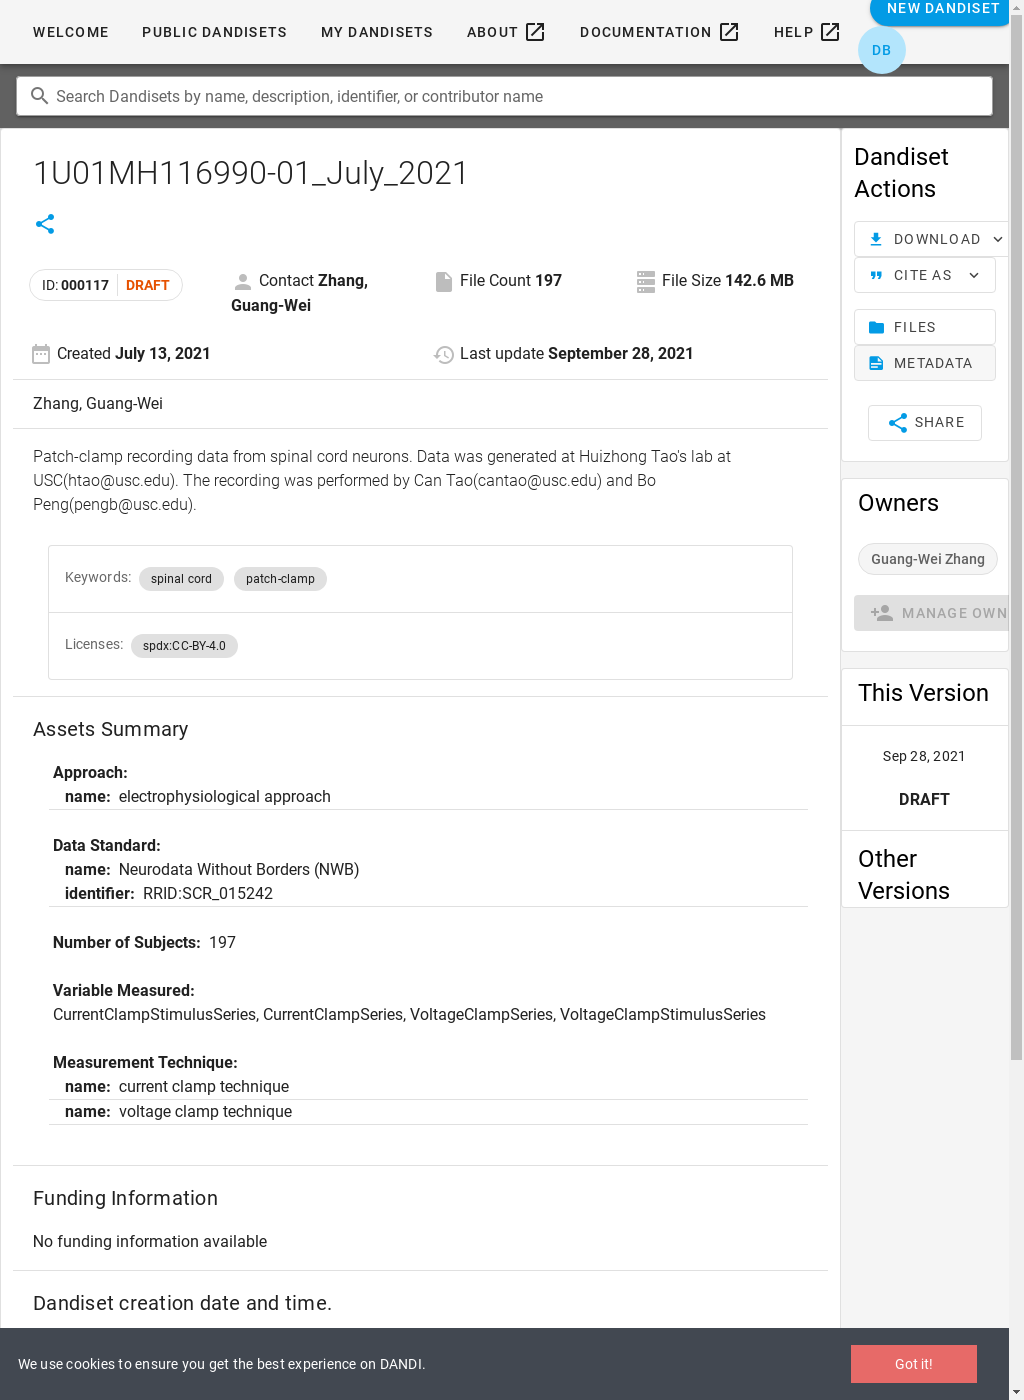 WELCOME PUBLIC DANDISETS MY DANDISETS ABOUT DOCUMENTATION HELP NEW DANDISET
DB
Search Dandisets by name, description, identifier, or contributor name
1U01MH116990-01_July_2021
ID: 000117 DRAFT
Contact Zhang,
Guang-Wei
File Count 197
File Size 142.6 MB
Created July 13, 2021
Last update September 28, 2021
Zhang, Guang-Wei
Patch-clamp recording data from spinal cord neurons. Data was generated at Huizhong Tao's lab at
USC(htao@usc.edu). The recording was performed by Can Tao(cantao@usc.edu) and Bo
Peng(pengb@usc.edu).
Keywords: spinal cord patch-clamp
Licenses: spdx:CC-BY-4.0
Assets Summary
Approach:
name: electrophysiological approach
Data Standard:
name: Neurodata Without Borders (NWB)
identifier: RRID:SCR_015242
Number of Subjects: 197
Variable Measured:
CurrentClampStimulusSeries, CurrentClampSeries, VoltageClampSeries, VoltageClampStimulusSeries
Measurement Technique:
name: current clamp technique
name: voltage clamp technique
Funding Information
No funding information available
Dandiset creation date and time.
Dandiset
Actions
DOWNLOAD
CITE AS
FILES
METADATA
SHARE
Owners
Guang-Wei Zhang
MANAGE OWN
This Version
Sep 28, 2021
DRAFT
Other
Versions
We use cookies to ensure you get the best experience on DANDI.
Got it!